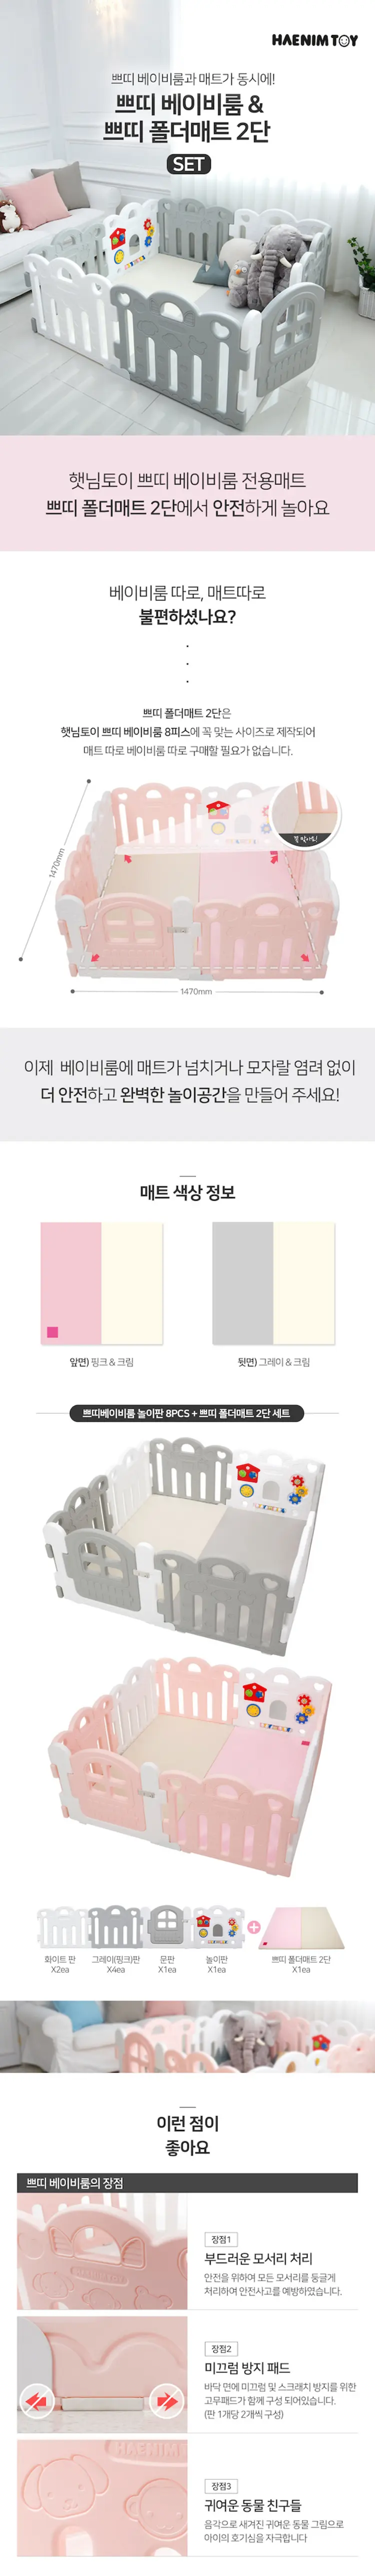 HAENIM TOY
쁘띠 베이비룸과 매트가 동시에!
쁘띠 베이비룸 &
쁘띠 폴더매트 2단
SET
햇님토이 쁘띠 베이비룸 전용매트
쁘띠 폴더매트 2단에서 안전하게 놀아요
베이비룸 따로, 매트따로
불편하셨나요?
쁘띠 폴더매트 2단은
햇님토이 쁘띠 베이비룸 8피스에 꼭 맞는 사이즈로 제작되어
매트 따로 베이비룸 따로 구매할 필요가 없습니다.
꼭 맞아요!
1470mm
1470mm
이제 베이비룸에 매트가 넘치거나 모자랄 염려 없이
더 안전하고 완벽한 놀이공간을 만들어 주세요!
매트 색상 정보
앞면) 핑크 & 크림
뒷면) 그레이 & 크림
쁘띠베이비룸 놀이판 8PCS + 쁘띠 폴더매트 2단 세트
화이트 판
X2ea
그레이(핑크)판
X4ea
문판
X1ea
놀이판
X1ea
쁘띠 폴더매트 2단
X1ea
이런 점이
좋아요
쁘띠 베이비룸의 장점
장점1
부드러운 모서리 처리
안전을 위하여 모든 모서리를 둥글게
처리하여 안전사고를 예방하였습니다.
장점2
미끄럼 방지 패드
바닥 면에 미끄럼 및 스크래치 방지를 위한
고무패드가 함께 구성 되어있습니다.
(판 1개당 2개씩 구성)
HAENIM
장점3
귀여운 동물 친구들
음각으로 새겨진 귀여운 동물 그림으로
아이의 호기심을 자극합니다